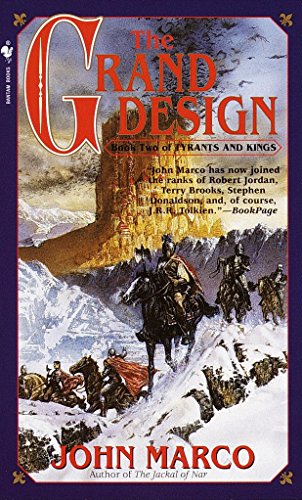 BANTAM BOOKS
The
GRAND
DESIGN
Book Two of TYRANTS AND KINGS
"John Marco has now joined
the ranks of Robert Jordan,
Terry Brooks, Stephen
Donaldson, and, of course,
J.R.R. Tolkien."—BookPage
JOHN MARCO
Author of The Jackal of Nar